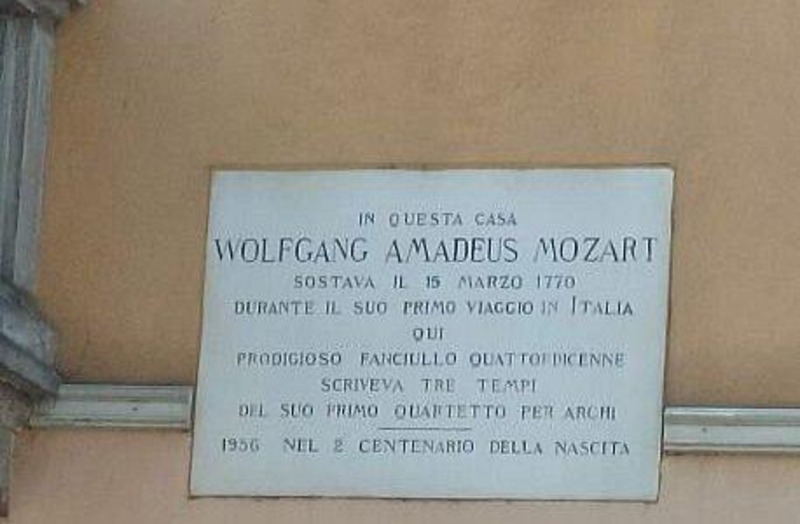 IN QUESTA CASA
WOLFGANG AMADEUS MOZART
SOSTAVA IL 15 MARZO 1770
DURANTE IL SUO PRIMO VIAGGIO IN ITALIA
QUI
PRODIGIOSO FANCIULLO QUATTORDICENNE
SCRIVEVA TRE TEMPI
DEL SUO PRIMO QUARTETTO PER ARCHI
1956 NEL 2 CENTENARIO DELLA NASCITA